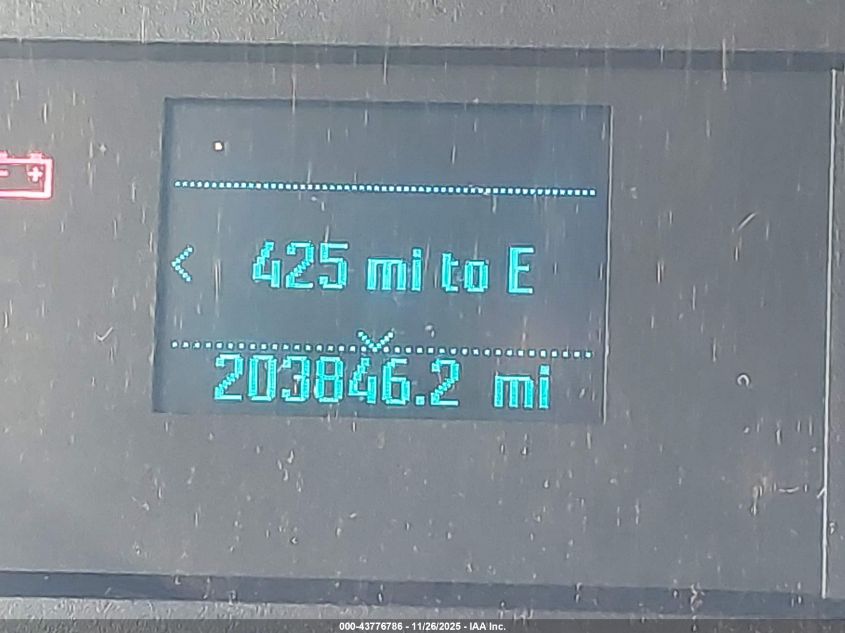 < 425 mi to E
203846.2 mi
000-43776786 - 11/26/2025 - IAA Inc.